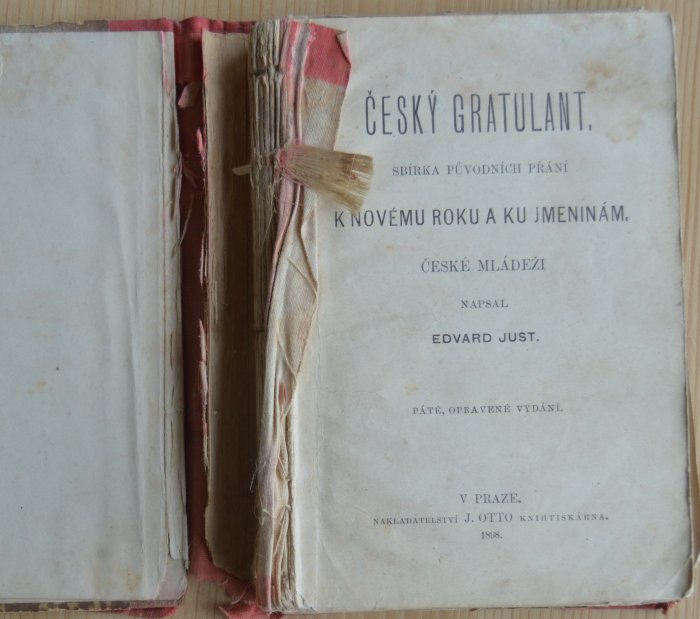 ČESKÝ GRATULANT.
SBÍRKA PŮVODNÍCH PŘÁNÍ
K NOVÉMU ROKU A KU JMENINÁM.
ČESKÉ MLÁDEŽI
NAPSAL
EDVARD JUST.
PÁTÉ, OPRAVENÉ VYDÁNÍ.
V PRAZE.
NAKLADATELSTVÍ J. OTTO KNIHTISKÁRNA.
1898.